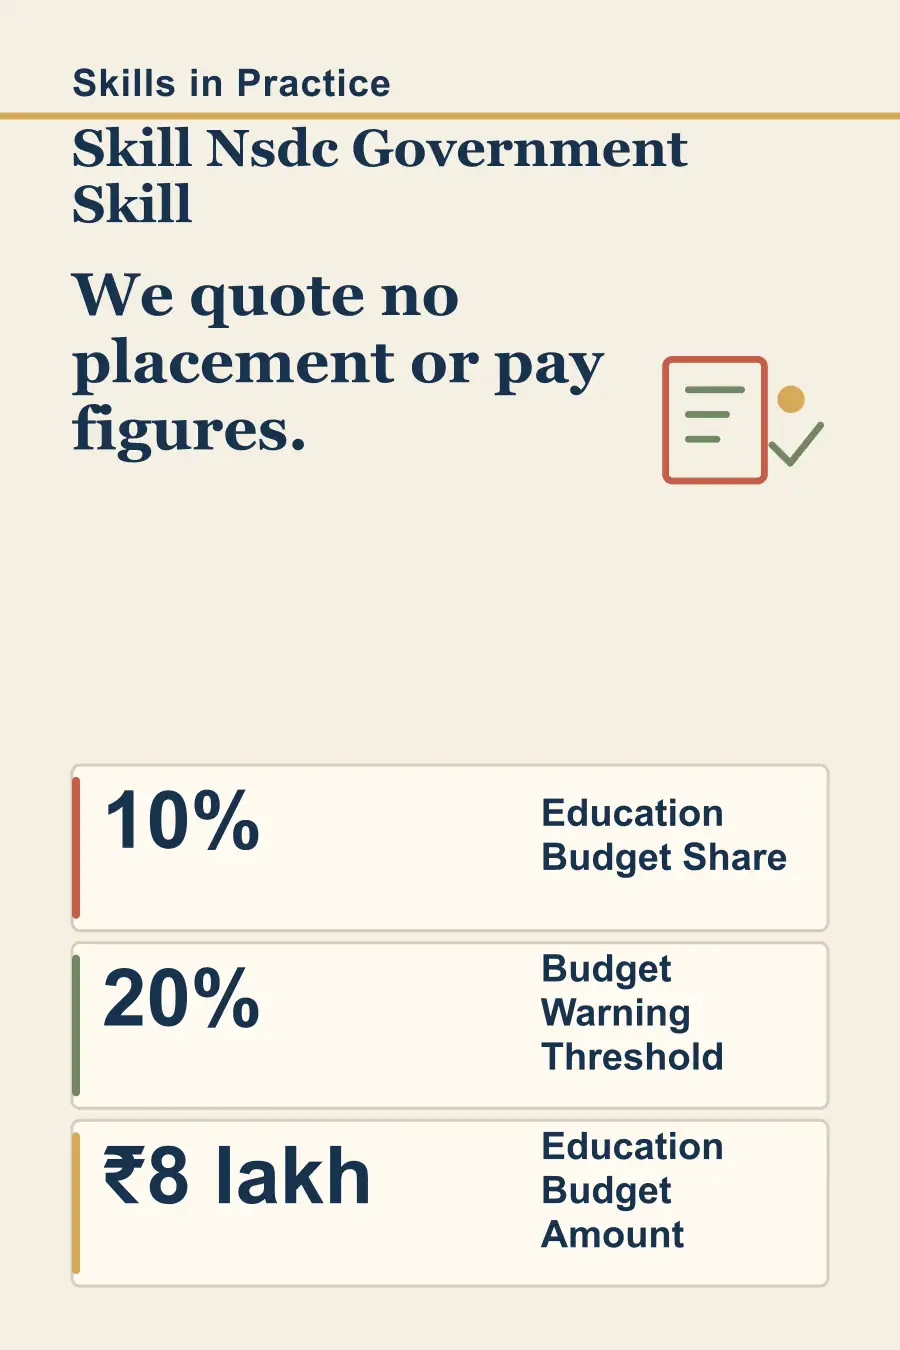 Skills in Practice
Skill Nsdc Government
Skill
We quote no
placement or pay
figures.
10%
Education
Budget Share
20%
Budget
Warning
Threshold
₹8 lakh
Education
Budget
Amount